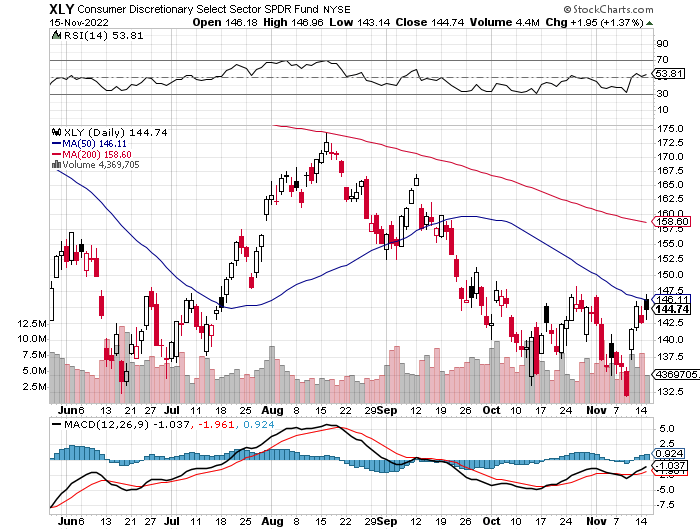 XLY Consumer Discretionary Select Sector SPDR Fund NYSE © StockCharts.com
15-Nov-2022 Open 146.18 High 146.96 Low 143.14 Close 144.74 Volume 4.4M Chg +1.95 (+1.37%)
RSI(14) 53.81
90
70
53.81
50
30
10
XLY (Daily) 144.74
MA(50) 146.11
MA(200) 158.60
Volume 4,369,705
175.0
172.5
170.0
167.5
165.0
162.5
160.0
158.60
157.5
155.0
152.5
150.0
147.5
146.11
144.74
142.5
140.0
137.5
4369705
132.5
12.5M
10.0M
7.5M
5.0M
2.5M
Jun 6 13 21 27 Jul 11 18 25 Aug 8 15 22 29 Sep 12 19 26 Oct 10 17 24 Nov 7 14
MACD(12,26,9) -1.037, -1.961, 0.924
5.0
2.5
0.924
-1.037
-2.5
-5.0
Jun 6 13 21 27 Jul 11 18 25 Aug 8 15 22 29 Sep 12 19 26 Oct 10 17 24 Nov 7 14